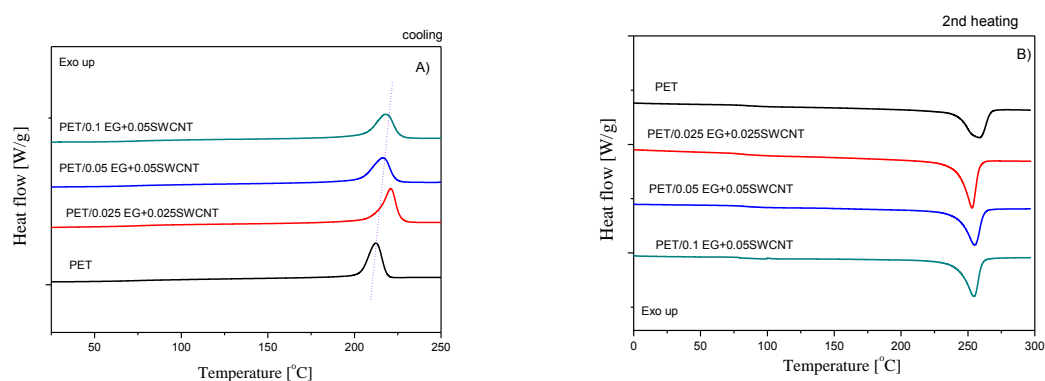 cooling
Exo up
A)
PET/0.1 EG+0.05SWCNT
PET/0.05 EG+0.05SWCNT
PET/0.025 EG+0.025SWCNT
PET
Heat flow [W/g]
50
100
150
200
250
Temperature [°C]
2nd heating
B)
PET
PET/0.025 EG+0.025SWCNT
PET/0.05 EG+0.05SWCNT
PET/0.1 EG+0.05SWCNT
Exo up
Heat flow [W/g]
0
50
100
150
200
250
300
Temperature [°C]